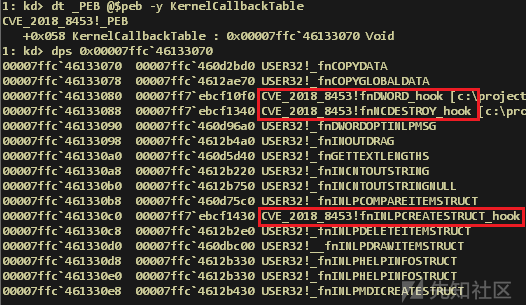 1: kd> dt _PEB @$peb -y KernelCallbackTable
CVE_2018_8453!_PEB
+0x058 KernelCallbackTable : 0x00007ffc`46133070 Void
1: kd> dps 0x00007ffc`46133070
00007ffc`46133070 00007ffc`460d2bd0 USER32!_fnCOPYDATA
00007ffc`46133078 00007ffc`4612ae70 USER32!_fnCOPYGLOBALDATA
00007ffc`46133080 00007ff7`ebcf10f0 CVE_2018_8453!fnDWORD_hook [c:\project
00007ffc`46133088 00007ff7`ebcf1340 CVE_2018_8453!fnNCDESTROY_hook [c:\pro
00007ffc`46133090 00007ffc`460d96a0 USER32!_fnDWORDOPTINLPMSG
00007ffc`46133098 00007ffc`4612b4a0 USER32!_fnINOUTDRAG
00007ffc`461330a0 00007ffc`460d5d40 USER32!_fnGETTEXTLENGTHS
00007ffc`461330a8 00007ffc`4612b220 USER32!_fnINCNTOUTSTRING
00007ffc`461330b0 00007ffc`4612b750 USER32!_fnINCNTOUTSTRINGNULL
00007ffc`461330b8 00007ffc`460d75c0 USER32!_fnINLPCOMPAREITEMSTRUCT
00007ffc`461330c0 00007ff7`ebcf1430 CVE_2018_8453!fnINLPCREATESTRUCT_hook
00007ffc`461330c8 00007ffc`4612b2e0 USER32!_fnINLPDELETEITEMSTRUCT
00007ffc`461330d0 00007ffc`460dbc00 USER32!__fnINLPDRAWITEMSTRUCT
00007ffc`461330d8 00007ffc`4612b330 USER32!_fnINLPHELPINFOSTRUCT
00007ffc`461330e0 00007ffc`4612b330 USER32!_fnINLPHELPINFOSTRUCT
00007ffc`461330e8 00007ffc`4612b430 USER32!_fnINLPMDICREATESTRUCT
先知社区